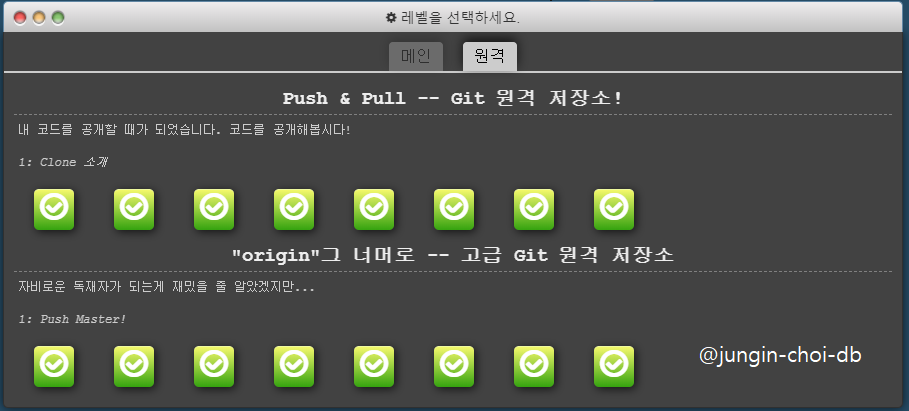 레벨을 선택하세요.
메인
원격
Push & Pull -- Git 원격 저장소!
내 코드를 공개할 때가 되었습니다. 코드를 공개해봅시다!
1: Clone 소개
"origin"그 너머로 -- 고급 Git 원격 저장소
자비로운 독재자가 되는게 재밌을 줄 알았겠지만...
1: Push Master!
@jungin-choi-db